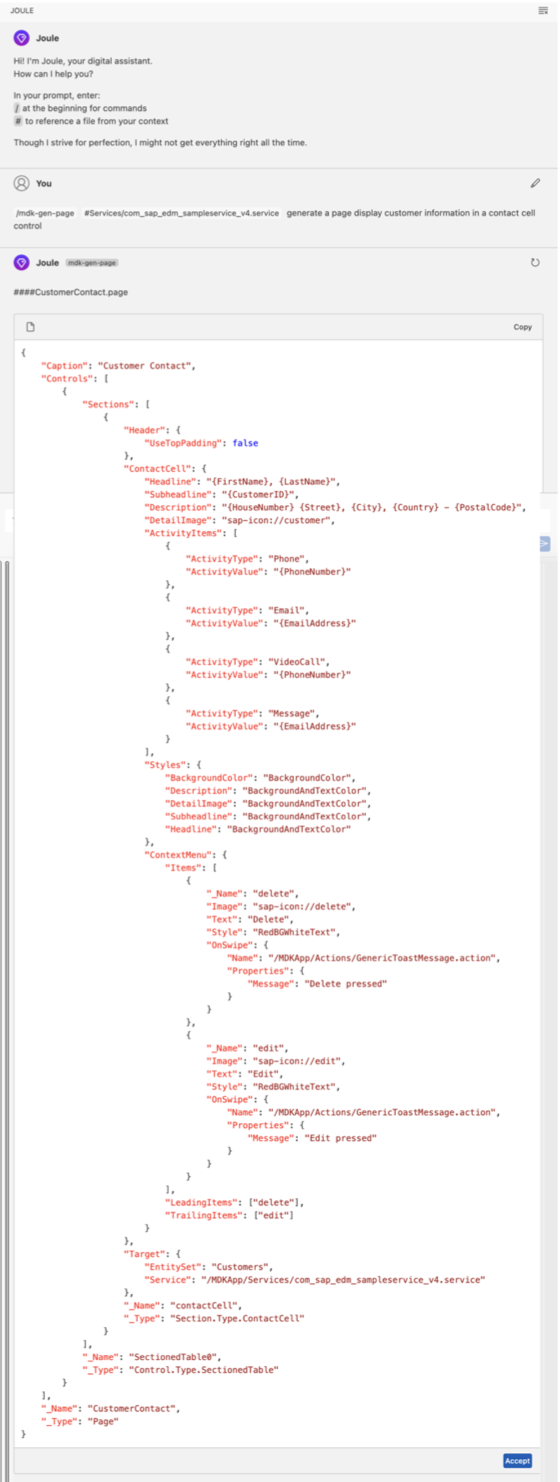 JOULE
Joule
Hi! I'm Joule, your digital assistant.
How can I help you?
In your prompt, enter:
/ at the beginning for commands
# to reference a file from your context
Though I strive for perfection, I might not get everything right all the time.
You
/mdk-gen-page #Services/com_sap_edm_sampleservice_v4.service generate a page display customer information in a contact cell
control
Joule mdk-gen-page
####CustomerContact.page
Copy
{
"Caption": "Customer Contact",
"Controls": [
{
"Sections": [
{
"Header": {
"UseTopPadding": false
},
"ContactCell": {
"Headline": "{FirstName}, {LastName}",
"Subheadline": "{CustomerID}",
"Description": "{HouseNumber} {Street}, {City}, {Country} - {PostalCode}",
"DetailImage": "sap-icon://customer",
"ActivityItems": [
{
"ActivityType": "Phone",
"ActivityValue": "{PhoneNumber}"
},
{
"ActivityType": "Email",
"ActivityValue": "{EmailAddress}"
},
{
"ActivityType": "VideoCall",
"ActivityValue": "{PhoneNumber}"
},
{
"ActivityType": "Message",
"ActivityValue": "{EmailAddress}"
}
],
"Styles": {
"BackgroundColor": "BackgroundColor",
"Description": "BackgroundAndTextColor",
"DetailImage": "BackgroundAndTextColor",
"Subheadline": "BackgroundAndTextColor",
"Headline": "BackgroundAndTextColor"
},
"ContextMenu": {
"Items": [
{
"_Name": "delete",
"Image": "sap-icon://delete",
"Text": "Delete",
"Style": "RedBGWhiteText",
"OnSwipe": {
"Name": "/MDKApp/Actions/GenericToastMessage.action",
"Properties": {
"Message": "Delete pressed"
}
}
},
{
"_Name": "edit",
"Image": "sap-icon://edit",
"Text": "Edit",
"Style": "RedBGWhiteText",
"OnSwipe": {
"Name": "/MDKApp/Actions/GenericToastMessage.action",
"Properties": {
"Message": "Edit pressed"
}
}
}
],
"LeadingItems": ["delete"],
"TrailingItems": ["edit"]
}
},
"Target": {
"EntitySet": "Customers",
"Service": "/MDKApp/Services/com_sap_edm_sampleservice_v4.service"
},
"_Name": "contactCell",
"_Type": "Section.Type.ContactCell"
}
],
"_Name": "SectionedTable0",
"_Type": "Control.Type.SectionedTable"
}
],
"_Name": "CustomerContact",
"_Type": "Page"
}
Accept